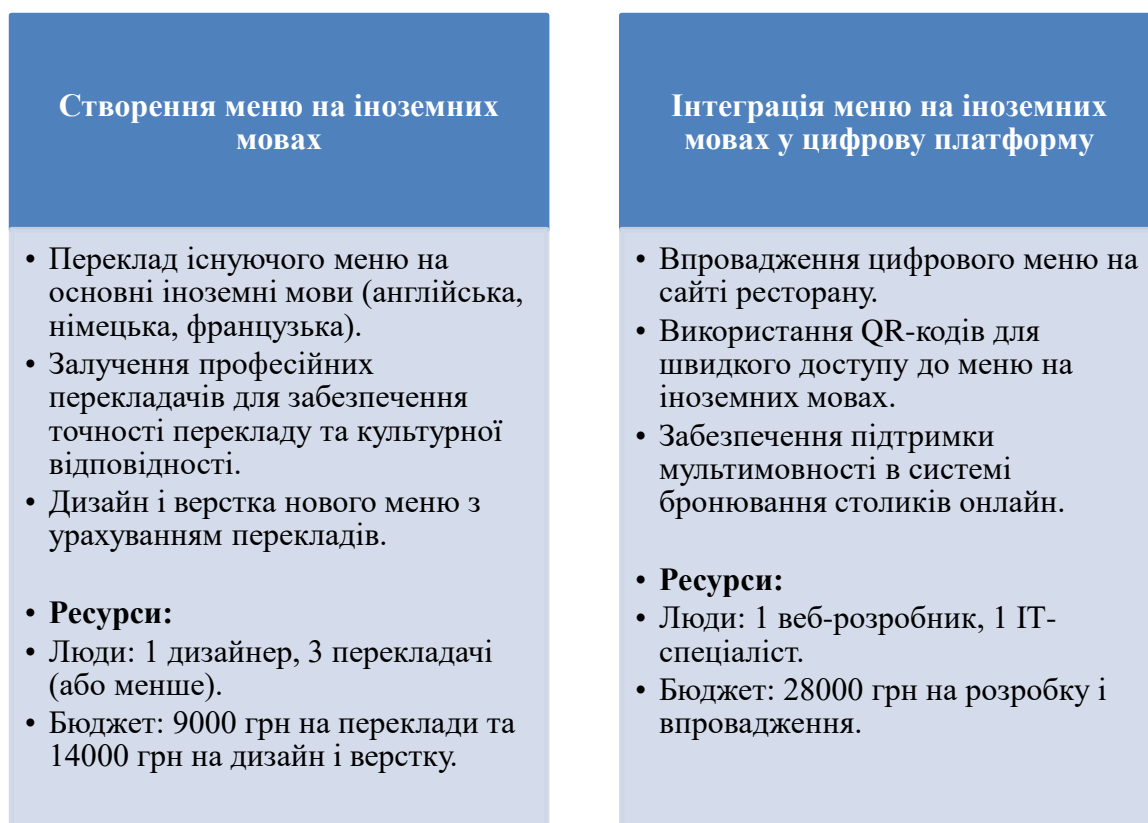 Створення меню на іноземних
мовах
• Переклад існуючого меню на
основні іноземні мови (англійська,
німецька, французька).
• Залучення професійних
перекладачів для забезпечення
точності перекладу та культурної
відповідності.
• Дизайн і верстка нового меню з
урахуванням перекладів.
• Ресурси:
• Люди: 1 дизайнер, 3 перекладачі
(або менше).
• Бюджет: 9000 грн на переклади та
14000 грн на дизайн і верстку.
Інтеграція меню на іноземних
мовах у цифрову платформу
• Впровадження цифрового меню на
сайті ресторану.
• Використання QR-кодів для
швидкого доступу до меню на
іноземних мовах.
• Забезпечення підтримки
мультимовності в системі
бронювання столиків онлайн.
• Ресурси:
• Люди: 1 веб-розробник, 1 ІТ-
спеціаліст.
• Бюджет: 28000 грн на розробку і
впровадження.